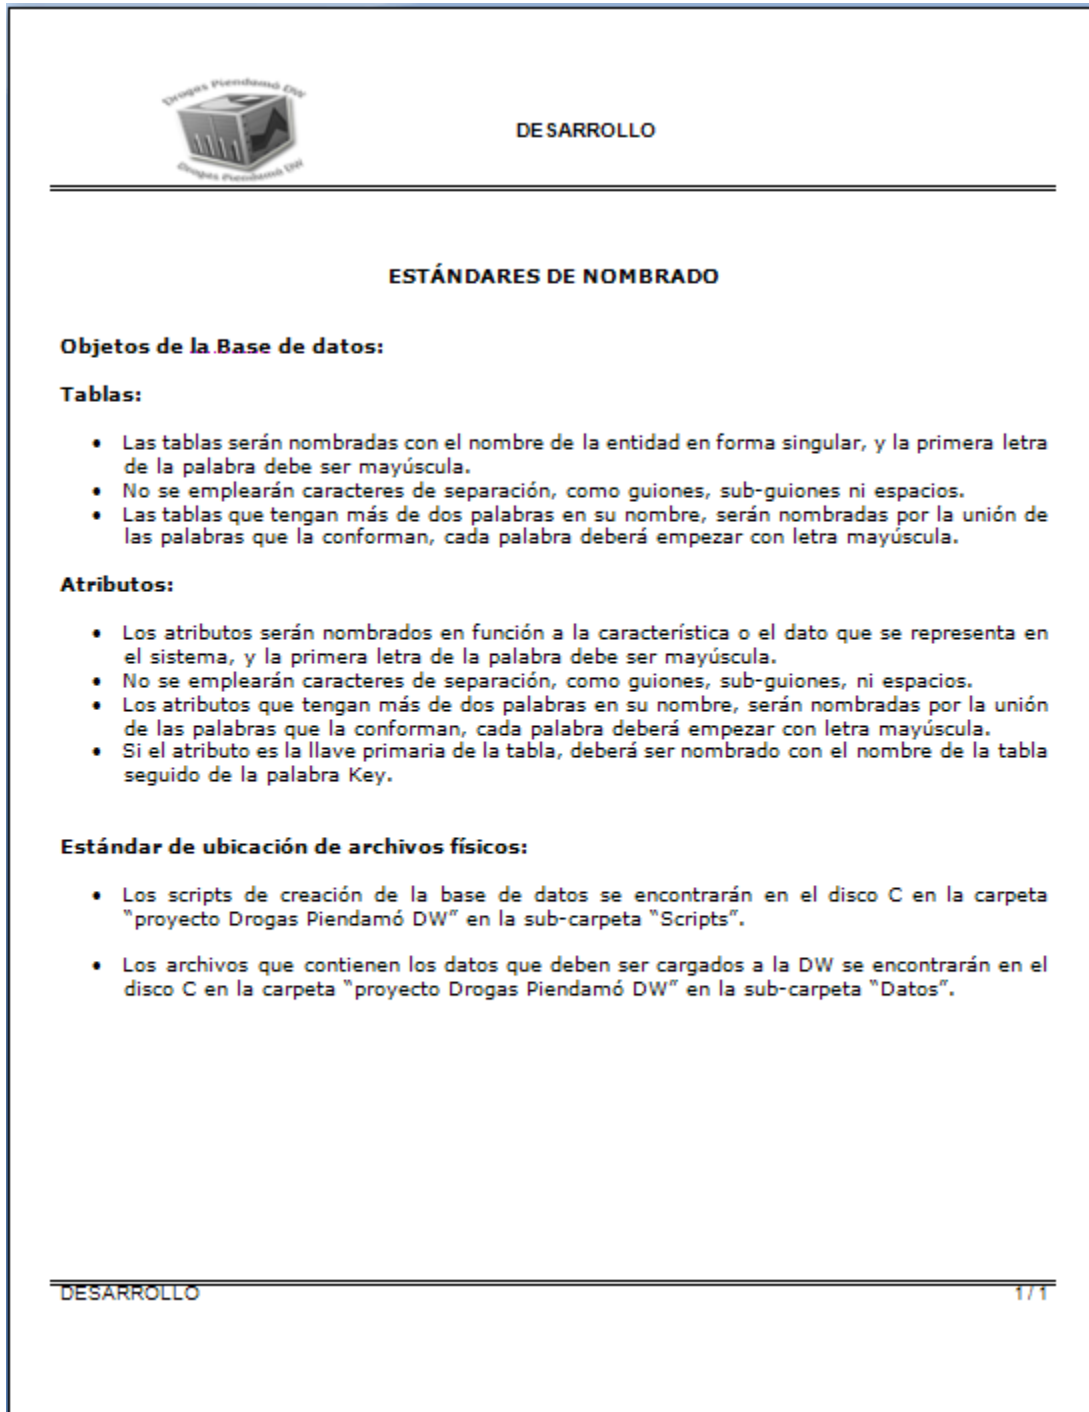 Drogas Piendamó DW
DESARROLLO
Drogas Piendamó DW
ESTÁNDARES DE NOMBRADO
Objetos de la Base de datos:
Tablas:
• Las tablas serán nombradas con el nombre de la entidad en forma singular, y la primera letra
de la palabra debe ser mayúscula.
• No se emplearán caracteres de separación, como guiones, sub-guiones ni espacios.
• Las tablas que tengan más de dos palabras en su nombre, serán nombradas por la unión de
las palabras que la conforman, cada palabra deberá empezar con letra mayúscula.
Atributos:
• Los atributos serán nombrados en función a la característica o el dato que se representa en
el sistema, y la primera letra de la palabra debe ser mayúscula.
• No se emplearán caracteres de separación, como guiones, sub-guiones, ni espacios.
• Los atributos que tengan más de dos palabras en su nombre, serán nombradas por la unión
de las palabras que la conforman, cada palabra deberá empezar con letra mayúscula.
• Si el atributo es la llave primaria de la tabla, deberá ser nombrado con el nombre de la tabla
seguido de la palabra Key.
Estándar de ubicación de archivos físicos:
• Los scripts de creación de la base de datos se encontrarán en el disco C en la carpeta
“proyecto Drogas Piendamó DW” en la sub-carpeta “Scripts”.
• Los archivos que contienen los datos que deben ser cargados a la DW se encontrarán en el
disco C en la carpeta “proyecto Drogas Piendamó DW” en la sub-carpeta “Datos”.
DESARROLLO 1 / 1